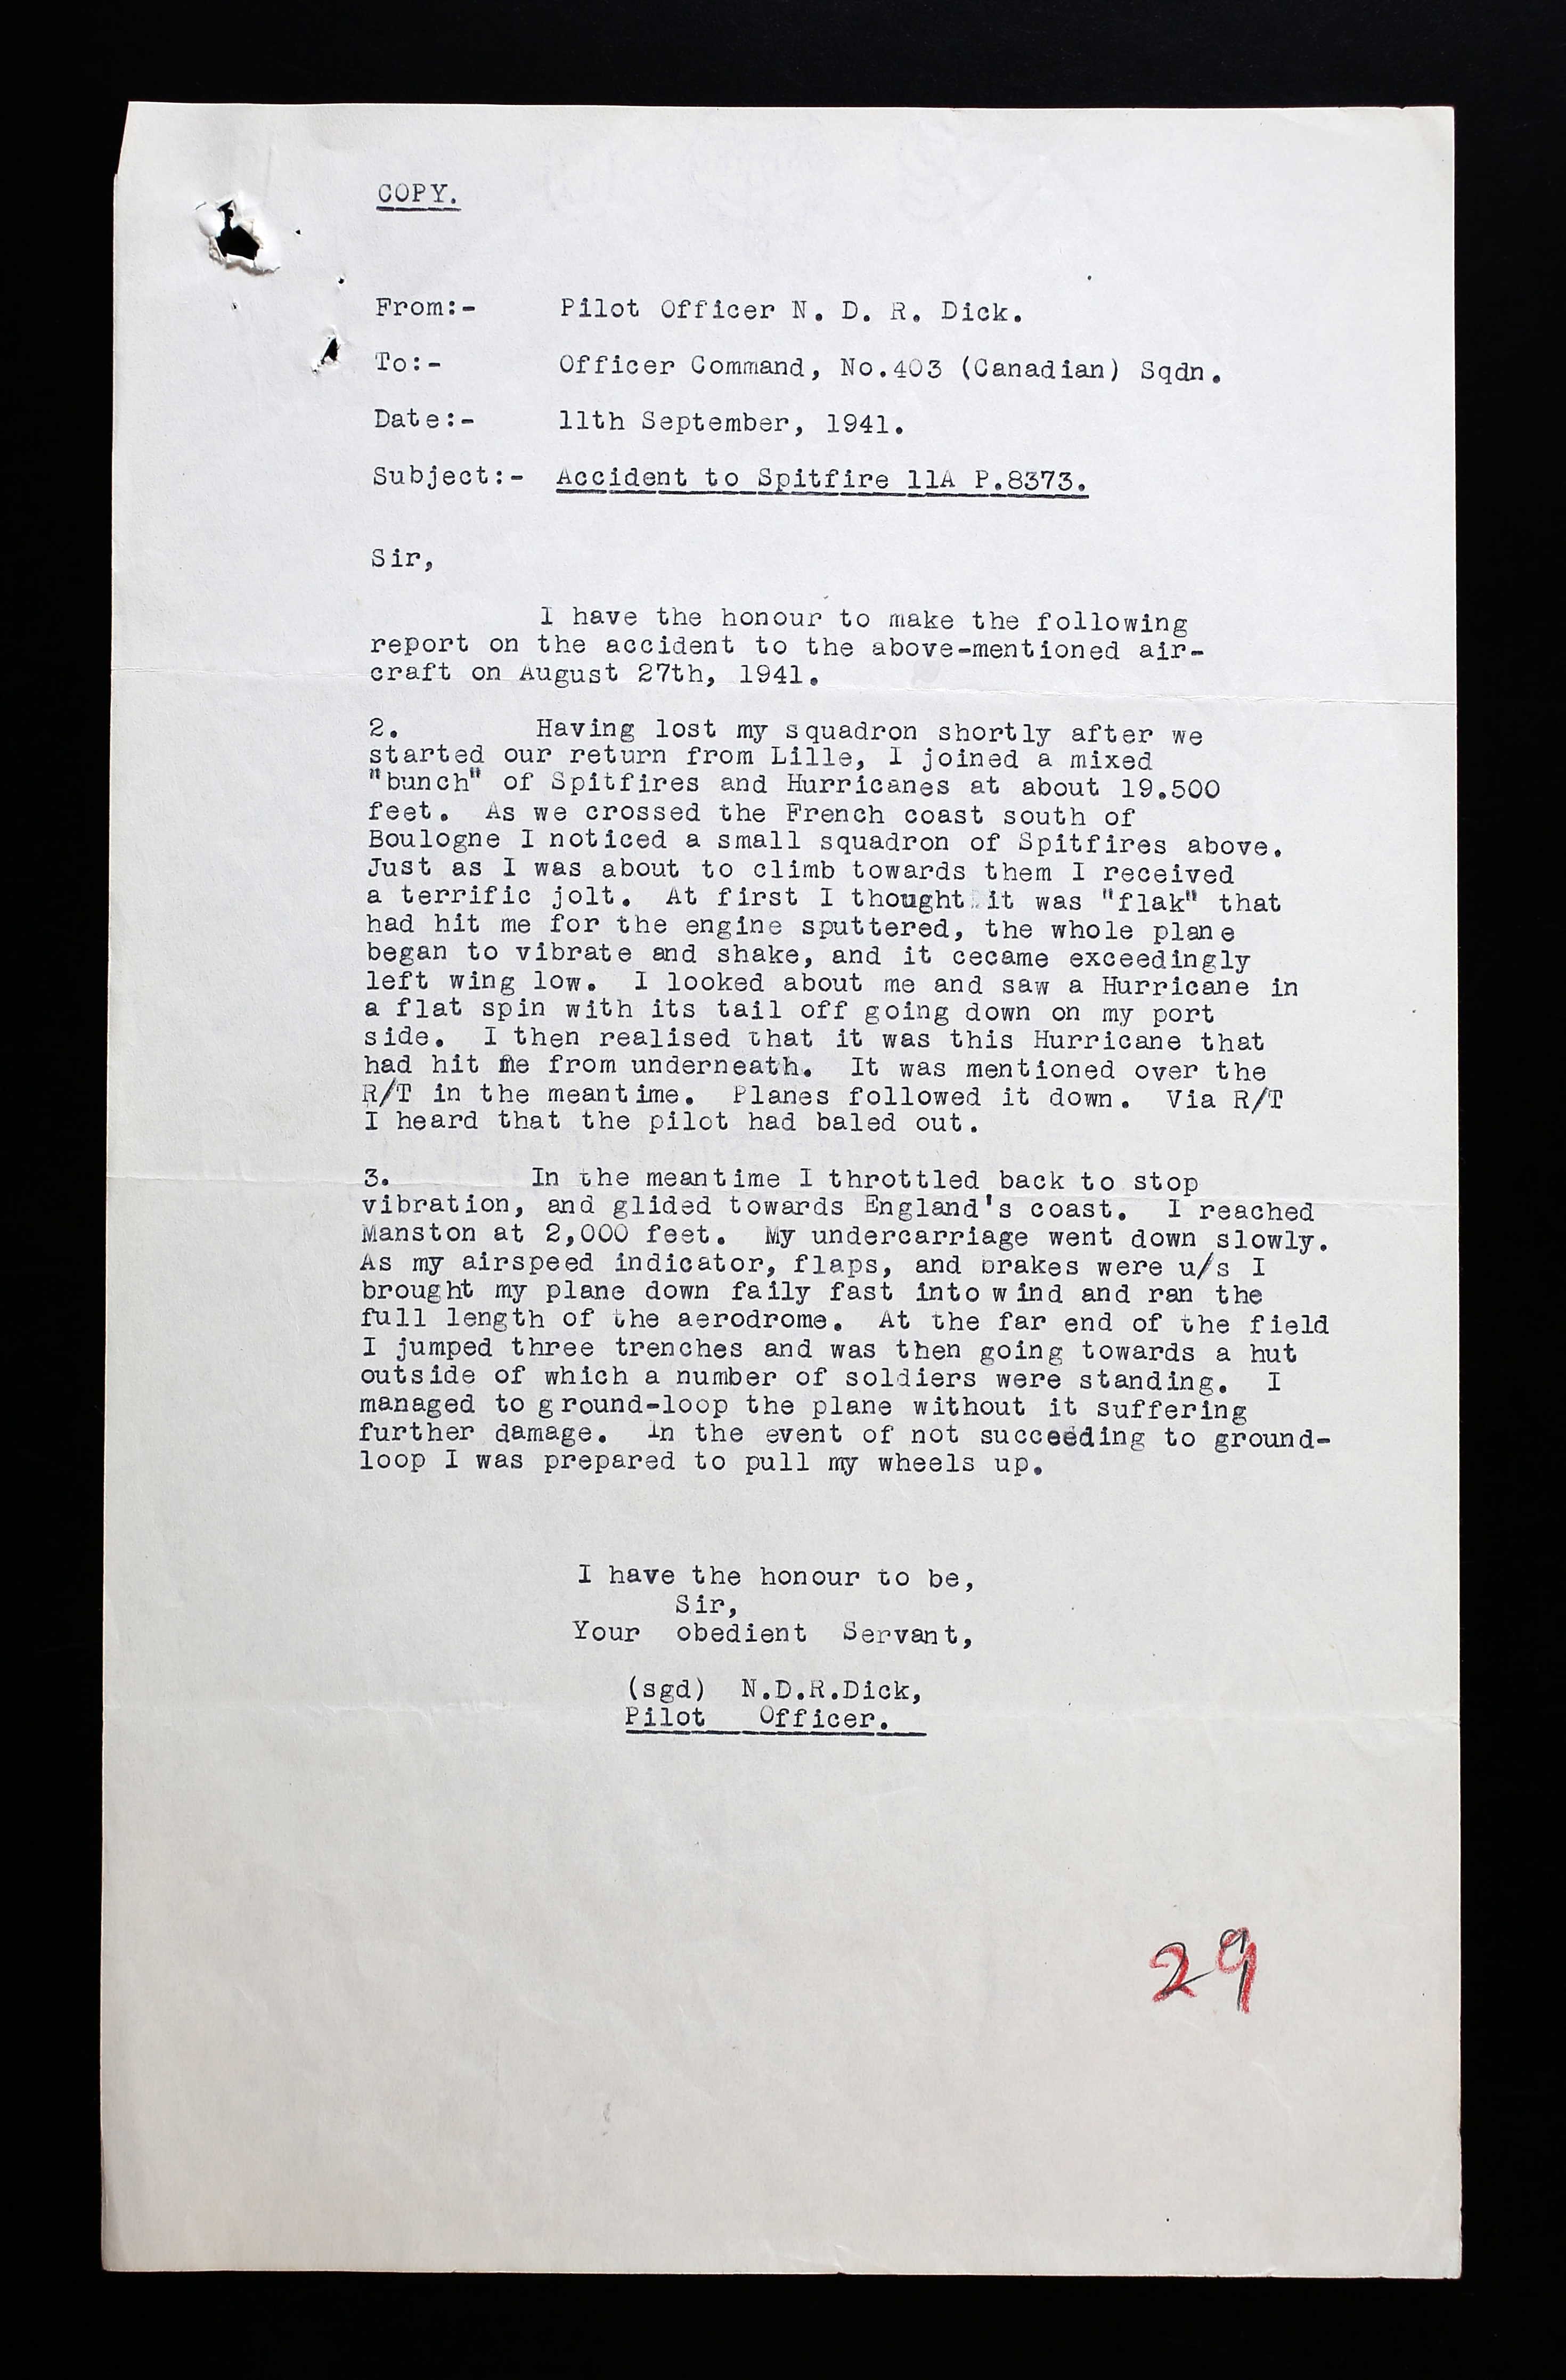 COPY.
From:- Pilot Officer N. D. R. Dick.
To:- Officer Command, No.403 (Canadian) Sqdn.
Date:- 11th September, 1941.
Subject:- Accident to Spitfire 11A P.8373.
Sir,
I have the honour to make the following
report on the accident to the above-mentioned air-
craft on August 27th, 1941.
2. Having lost my squadron shortly after we
started our return from Lille, I joined a mixed
"bunch" of Spitfires and Hurricanes at about 19.500
feet. As we crossed the French coast south of
Boulogne I noticed a small squadron of Spitfires above.
Just as I was about to climb towards them I received
a terrific jolt. At first I thought it was "flak" that
had hit me for the engine sputtered, the whole plane
began to vibrate and shake, and it cecame exceedingly
left wing low. I looked about me and saw a Hurricane in
a flat spin with its tail off going down on my port
side. I then realised that it was this Hurricane that
had hit me from underneath. It was mentioned over the
R/T in the meantime. Planes followed it down. Via R/T
I heard that the pilot had baled out.
3. In the meantime I throttled back to stop
vibration, and glided towards England's coast. I reached
Manston at 2,000 feet. My undercarriage went down slowly.
As my airspeed indicator, flaps, and brakes were u/s I
brought my plane down faily fast into wind and ran the
full length of the aerodrome. At the far end of the field
I jumped three trenches and was then going towards a hut
outside of which a number of soldiers were standing. I
managed to ground-loop the plane without it suffering
further damage. In the event of not succeeding to ground-
loop I was prepared to pull my wheels up.
I have the honour to be,
Sir,
Your obedient Servant,
(sgd) N.D.R.Dick,
Pilot Officer.
29